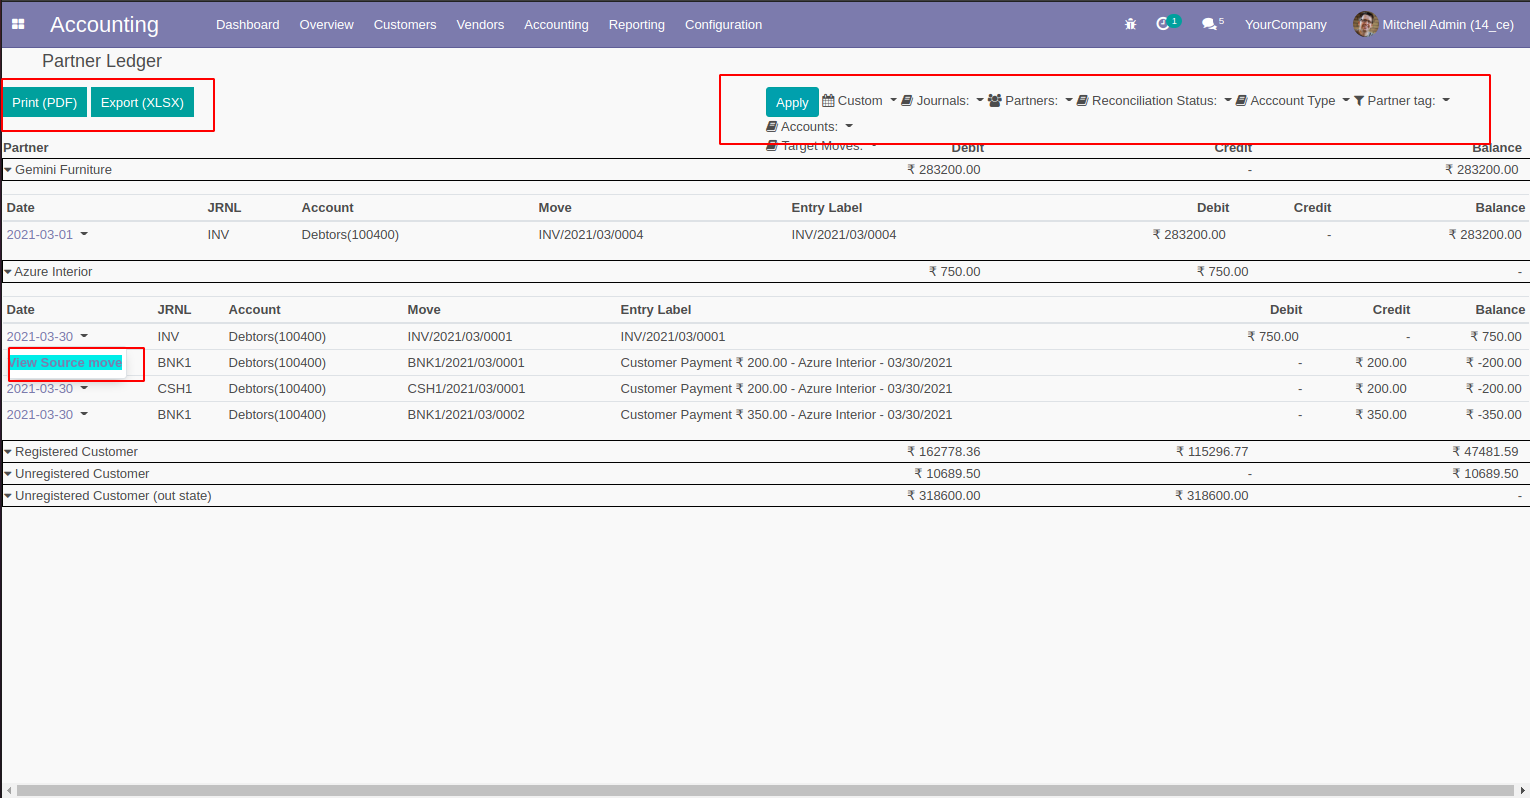 Accounting Dashboard Overview Customers Vendors Accounting Reporting Configuration 1 5 YourCompany Mitchell Admin (14_ce)
Partner Ledger
Print (PDF) Export (XLSX) Apply Custom Journals: Partners: Reconciliation Status: Acccount Type Partner tag:
Accounts:
Target Moves:
Partner Debit Credit Balance
Gemini Furniture ₹ 283200.00 - ₹ 283200.00
Date JRNL Account Move Entry Label Debit Credit Balance
2021-03-01 INV Debtors(100400) INV/2021/03/0004 INV/2021/03/0004 ₹ 283200.00 - ₹ 283200.00
Azure Interior ₹ 750.00 ₹ 750.00 -
Date JRNL Account Move Entry Label Debit Credit Balance
2021-03-30 INV Debtors(100400) INV/2021/03/0001 INV/2021/03/0001 ₹ 750.00 - ₹ 750.00
View Source move BNK1 Debtors(100400) BNK1/2021/03/0001 Customer Payment ₹ 200.00 - Azure Interior - 03/30/2021 - ₹ 200.00 ₹ -200.00
2021-03-30 CSH1 Debtors(100400) CSH1/2021/03/0001 Customer Payment ₹ 200.00 - Azure Interior - 03/30/2021 - ₹ 200.00 ₹ -200.00
2021-03-30 BNK1 Debtors(100400) BNK1/2021/03/0002 Customer Payment ₹ 350.00 - Azure Interior - 03/30/2021 - ₹ 350.00 ₹ -350.00
Registered Customer ₹ 162778.36 ₹ 115296.77 ₹ 47481.59
Unregistered Customer ₹ 10689.50 - ₹ 10689.50
Unregistered Customer (out state) ₹ 318600.00 ₹ 318600.00 -